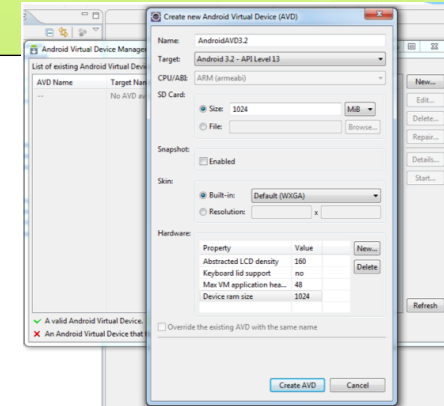 Create new Android Virtual Device (AVD)
Android Virtual Device Manager
List of existing Android Virtual Devic
AVD Name
Target Nam
--
No AVD av
Name:
AndroidAVD3.2
Target:
Android 3.2 - API Level 13
CPU/ABI:
ARM (armeabi)
SD Card:
Size:
1024
MiB
File:
Browse...
Snapshot:
Enabled
Skin:
Built-in:
Default (WXGA)
Resolution:
x
Hardware:
Property
Value
New...
Abstracted LCD density
160
Delete
Keyboard lid support
no
Max VM application hea...
48
Device ram size
1024
Override the existing AVD with the same name
Create AVD
Cancel
New...
Edit...
Delete...
Repair...
Details...
Start...
Refresh
A valid Android Virtual Device.
An Android Virtual Device that